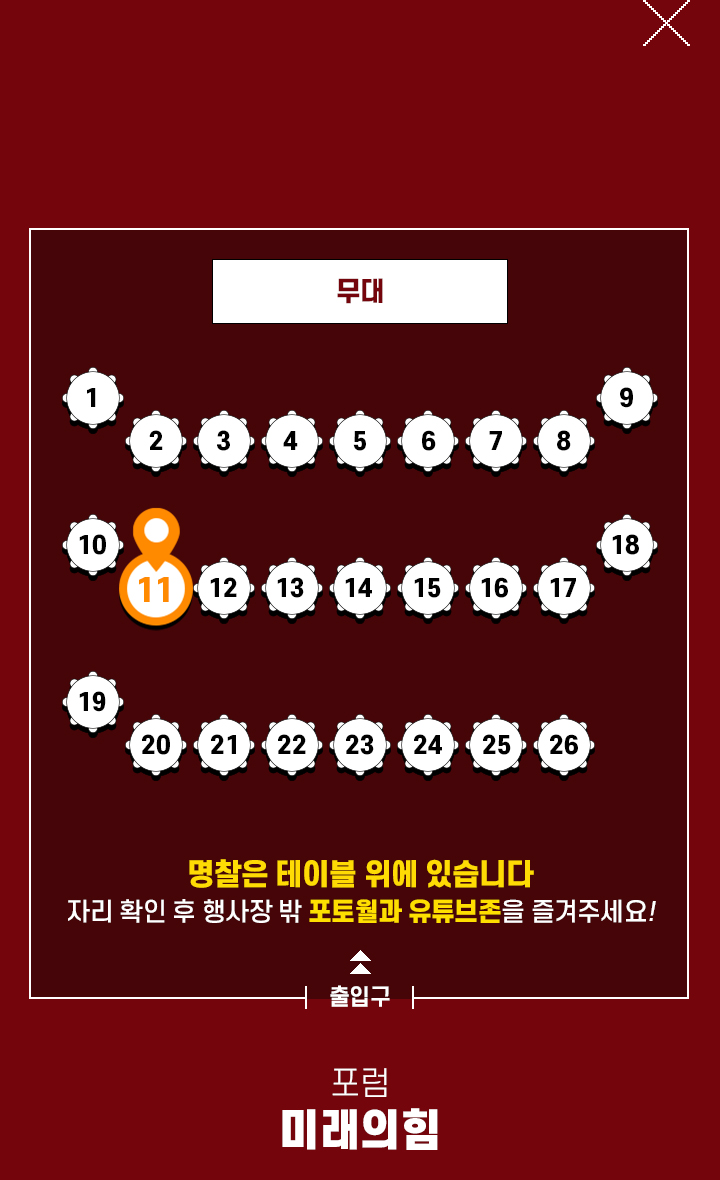 무대
1 9
2 3 4 5 6 7 8
10 18
11 12 13 14 15 16 17
19
20 21 22 23 24 25 26
명찰은 테이블 위에 있습니다
자리 확인 후 행사장 밖 포토월과 유튜브존을 즐겨주세요!
출입구
포럼
미래의힘